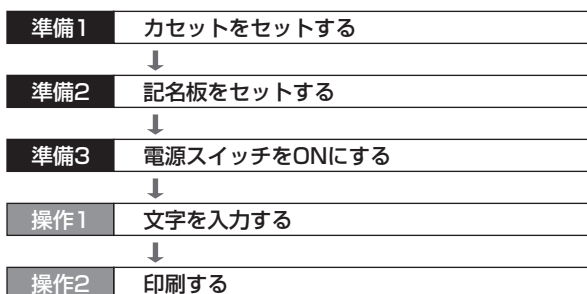 準備1 カセットをセットする
⬇
準備2 記名板をセットする
⬇
準備3 電源スイッチをONにする
⬇
操作1 文字を入力する
⬇
操作2 印刷する